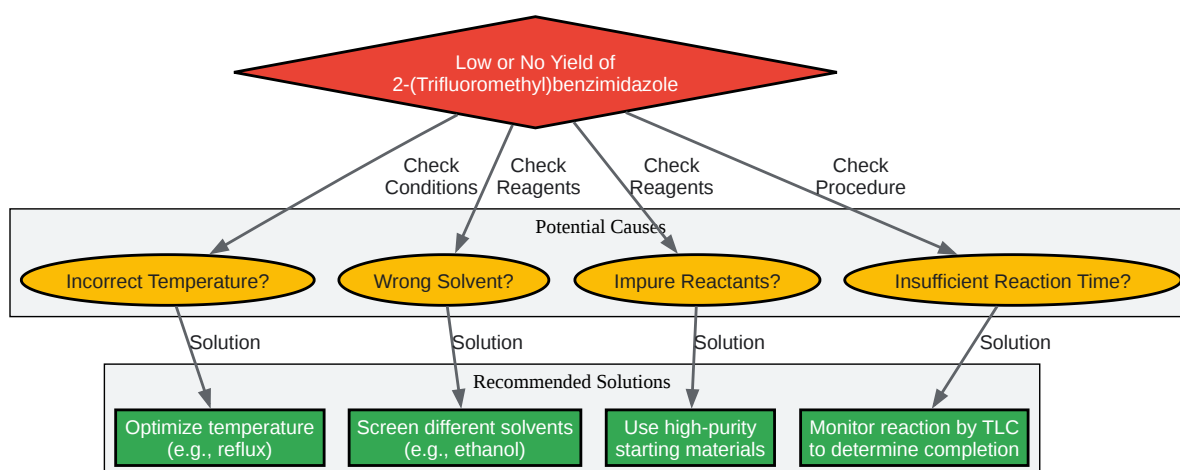 Low or No Yield of
2-(Trifluoromethyl)benzimidazole
Check
Conditions
Check
Reagents
Check
Reagents
Check
Procedure
Potential Causes
Incorrect Temperature?
Wrong Solvent?
Impure Reactants?
Insufficient Reaction Time?
Solution
Solution
Solution
Solution
Recommended Solutions
Optimize temperature
(e.g., reflux)
Screen different solvents
(e.g., ethanol)
Use high-purity
starting materials
Monitor reaction by TLC
to determine completion